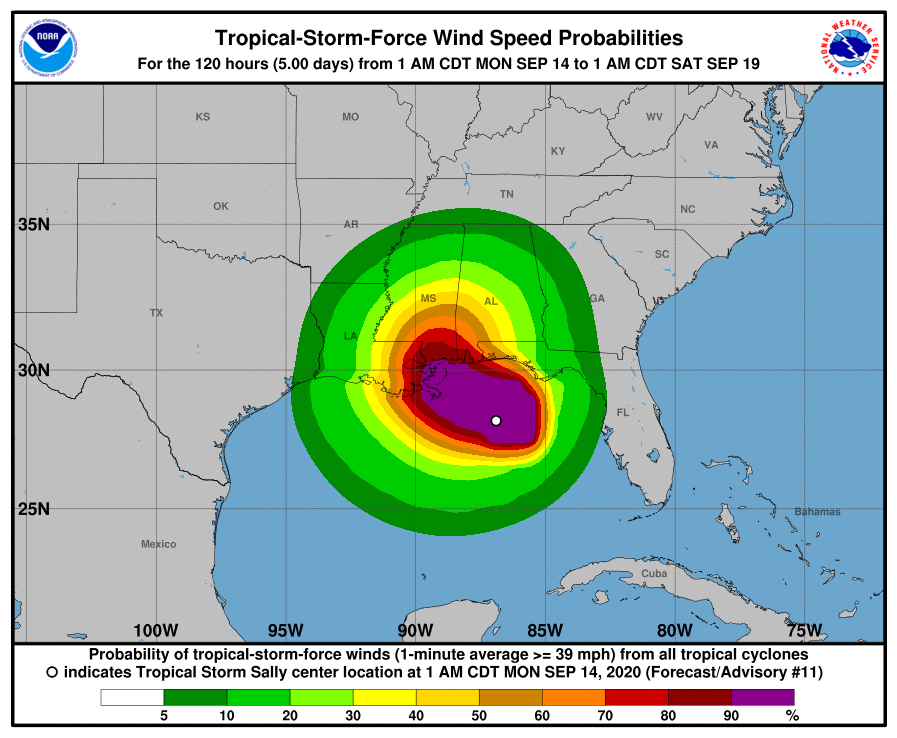 Tropical-Storm-Force Wind Speed Probabilities
For the 120 hours (5.00 days) from 1 AM CDT MON SEP 14 to 1 AM CDT SAT SEP 19
NOAA
NATIONAL WEATHER SERVICE
KS
MO
WV
VA
KY
TN
OK
NC
35N
AR
SC
MS
AL
GA
TX
LA
30N
FL
25N
Bahamas
Mexico
Cuba
100W
95W
90W
85W
80W
75W
Probability of tropical-storm-force winds (1-minute average >= 39 mph) from all tropical cyclones
indicates Tropical Storm Sally center location at 1 AM CDT MON SEP 14, 2020 (Forecast/Advisory #11)
5 10 20 30 40 50 60 70 80 90 %